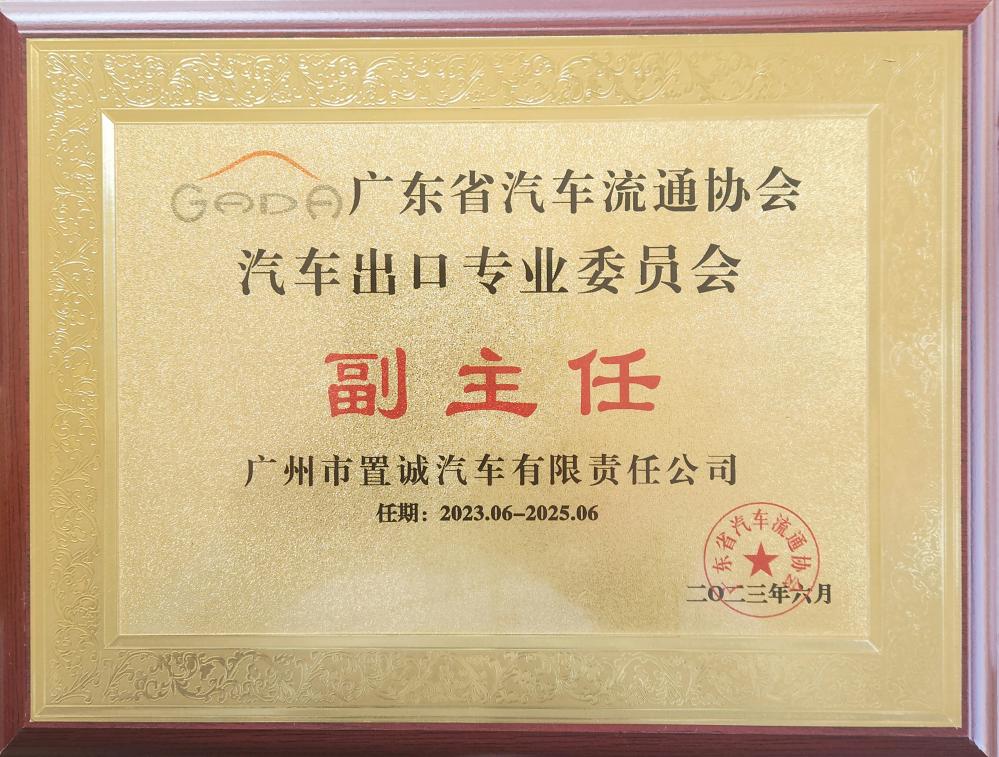 GADA 广东省汽车流通协会
汽车出口专业委员会
副主任
广州市置诚汽车有限责任公司
任期：2023.06-2025.06
广东省汽车流通协会
二〇二三年六月